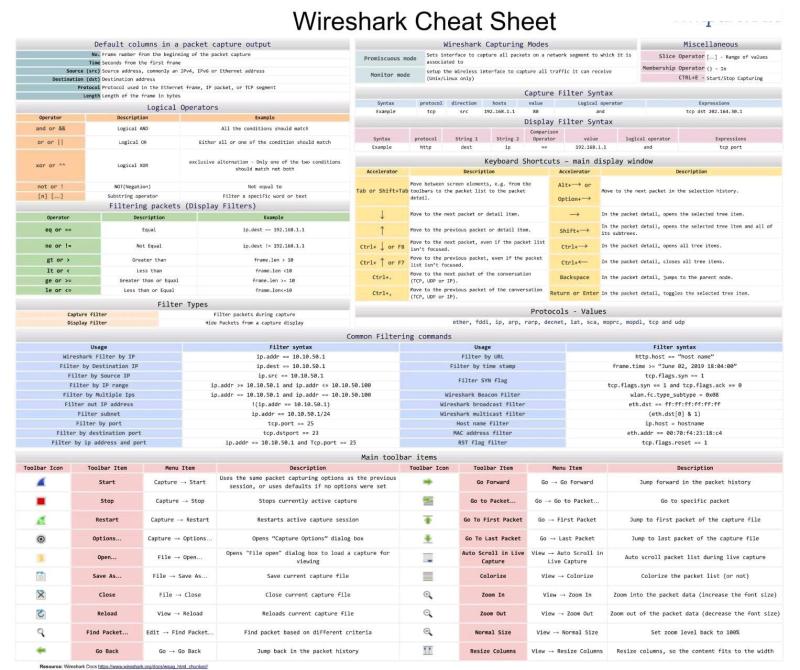 Wireshark Cheat Sheet
Default columns in a packet capture output
No. Frame number from the beginning of the packet capture
Time Seconds from the first frame
Source (src) Source address, commonly an IPv4, IPv6 or Ethernet address
Destination (dst) Destination address
Protocol Protocol used in the Ethernet frame, IP packet, or TCP segment
Length Length of the frame in bytes
Logical Operators
Operator Description Example
and or && Logical AND All the conditions should match
or or || Logical OR Either all or one of the condition should match
xor or ^^ Logical XOR exclusive alternation - Only one of the two conditions
should match not both
not or ! NOT(Negation) Not equal to
[n] […] Substring operator Filter a specific word or text
Filtering packets (Display Filters)
Operator Description Example
eq or == Equal ip.dest == 192.168.1.1
ne or != Not Equal ip.dest != 192.168.1.1
gt or > Greater than frame.len > 10
lt or < Less than frame.len <10
ge or >= Greater than or Equal frame.len >= 10
le or <= Less than or Equal frame.len<=10
Filter Types
Capture filter Filter packets during capture
Display Filter Hide Packets from a capture display
Wireshark Capturing Modes
Promiscuous mode Sets interface to capture all packets on a network segment to which it is
associated to
Monitor mode setup the Wireless interface to capture all traffic it can receive
(Unix/Linux only)
Miscellaneous
Slice Operator […] - Range of values
Membership Operator {} - In
CTRL+E - Start/Stop Capturing
Capture Filter Syntax
Syntax protocol direction hosts value Logical operator Expressions
Example tcp src 192.168.1.1 80 and tcp dst 202.164.30.1
Display Filter Syntax
Syntax protocol String 1 String 2 Comparison Operator value logical operator Expressions
Example http dest ip == 192.168.1.1 and tcp port
Keyboard Shortcuts – main display window
Accelerator Description Accelerator Description
Tab or Shift+Tab Move between screen elements, e.g. from the
toolbars to the packet list to the packet
detail.
Alt+→ or
Option+→ Move to the next packet in the selection history.
↓ Move to the next packet or detail item.
→ In the packet detail, opens the selected tree item.
↑ Move to the previous packet or detail item.
Shift+→ In the packet detail, opens the selected tree item and all of
its subtrees.
Ctrl+ ↓ or F8 Move to the next packet, even if the packet list
isn't focused.
Ctrl+→ In the packet detail, opens all tree items.
Ctrl+ ↑ or F7 Move to the previous packet, even if the packet
list isn't focused.
Ctrl+← In the packet detail, closes all tree items.
Ctrl+. Move to the next packet of the conversation
(TCP, UDP or IP).
Backspace In the packet detail, jumps to the parent node.
Ctrl+, Move to the previous packet of the conversation
(TCP, UDP or IP).
Return or Enter In the packet detail, toggles the selected tree item.
Protocols - Values
ether, fddi, ip, arp, rarp, decnet, lat, sca, moprc, mopdl, tcp and udp
Common Filtering commands
Usage Filter syntax Usage Filter syntax
Wireshark Filter by IP ip.addr == 10.10.50.1
Filter by Destination IP ip.dest == 10.10.50.1
Filter by Source IP ip.src == 10.10.50.1
Filter by IP range ip.addr >= 10.10.50.1 and ip.addr <= 10.10.50.100
Filter by Multiple Ips ip.addr == 10.10.50.1 and ip.addr == 10.10.50.100
Filter out IP address !(ip.addr == 10.10.50.1)
Filter subnet ip.addr == 10.10.50.1/24
Filter by port tcp.port == 25
Filter by destination port tcp.dstport == 23
Filter by ip address and port ip.addr == 10.10.50.1 and Tcp.port == 25
Filter by URL http.host == "host name"
Filter by time stamp frame.time >= "June 02, 2019 18:04:00"
Filter SYN flag tcp.flags.syn == 1
tcp.flags.syn == 1 and tcp.flags.ack == 0
Wireshark Beacon Filter wlan.fc.type_subtype = 0x08
Wireshark broadcast filter eth.dst == ff:ff:ff:ff:ff:ff
Wireshark multicast filter (eth.dst[0] & 1)
Host name filter ip.host = hostname
MAC address filter eth.addr == 00:70:f4:23:18:c4
RST flag filter tcp.flags.reset == 1
Main toolbar items
Toolbar Icon Toolbar Item Menu Item Description Toolbar Icon Toolbar Item Menu Item Description
Start Capture → Start Uses the same packet capturing options as the previous
session, or uses defaults if no options were set
Go Forward Go → Go Forward Jump forward in the packet history
Stop Capture → Stop Stops currently active capture
Go to Packet… Go → Go to Packet… Go to specific packet
Restart Capture → Restart Restarts active capture session
Go To First Packet Go → First Packet Jump to first packet of the capture file
Options… Capture → Options… Opens "Capture Options" dialog box
Go To Last Packet Go → Last Packet Jump to last packet of the capture file
Open… File → Open… Opens "File open" dialog box to load a capture for
viewing
Auto Scroll in Live
Capture View → Auto Scroll in
Live Capture Auto scroll packet list during live capture
Save As… File → Save As… Save current capture file
Colorize View → Colorize Colorize the packet list (or not)
Close File → Close Close current capture file
Zoom In View → Zoom In Zoom into the packet data (increase the font size)
Reload View → Reload Reloads current capture file
Zoom Out View → Zoom Out Zoom out of the packet data (decrease the font size)
Find Packet… Edit → Find Packet… Find packet based on different criteria
Normal Size View → Normal Size Set zoom level back to 100%
Go Back Go → Go Back Jump back in the packet history
Resize Columns View → Resize Columns Resize columns, so the content fits to the width
Resource: Wireshark Docs https://www.wireshark.org/docs/wsug_html_chunked/